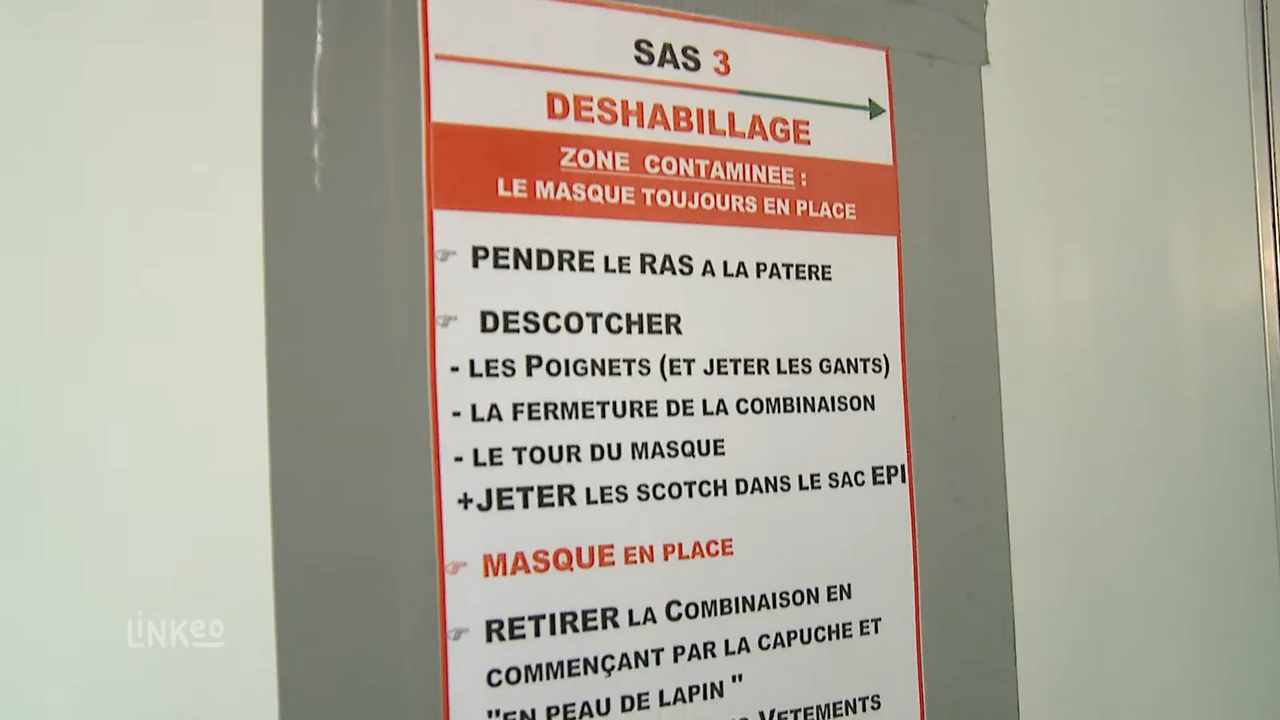 SAS 3
DESHABILLAGE
ZONE CONTAMINEE :
LE MASQUE TOUJOURS EN PLACE
PENDRE LE RAS A LA PATERE
DESCOTCHER
- LES POIGNETS (ET JETER LES GANTS)
- LA FERMETURE DE LA COMBINAISON
- LE TOUR DU MASQUE
+JETER LES SCOTCH DANS LE SAC EPI
MASQUE EN PLACE
RETIRER LA COMBINAISON EN
COMMENÇANT PAR LA CAPUCHE ET
"EN PEAU DE LAPIN "
VETEMENTS
LINKeo